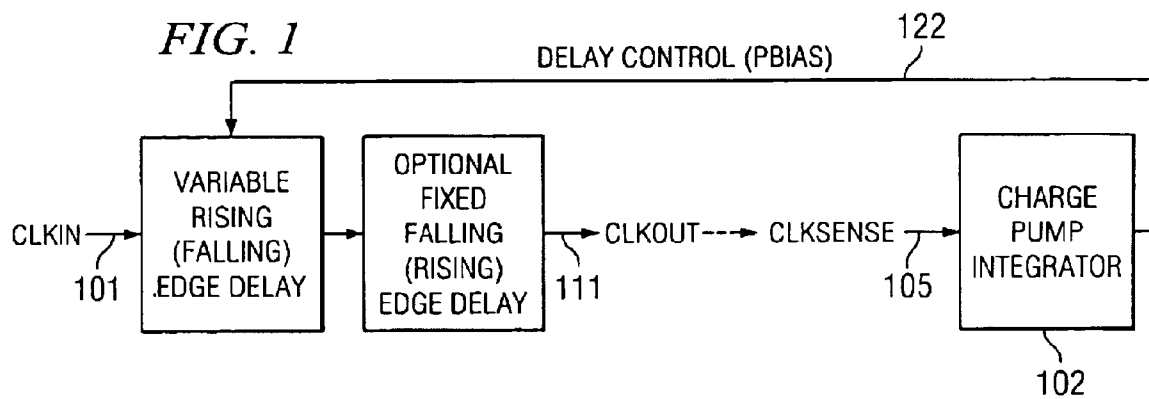 FIG. 1
122
DELAY CONTROL (PBIAS)
VARIABLE
RISING
(FALLING)
.EDGE DELAY
OPTIONAL
FIXED
FALLING
(RISING)
EDGE DELAY
CHARGE
PUMP
INTEGRATOR
CLKIN
101
111
CLKOUT
CLKSENSE
105
102